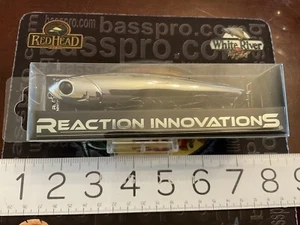 basspro.com
REDHEAD
White River
REACTION INNOVATIONS
1 2 3 4 5 6 7 8 9